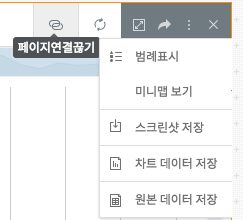 페이지연결끊기
범례표시
미니맵 보기
스크린샷 저장
차트 데이터 저장
원본 데이터 저장